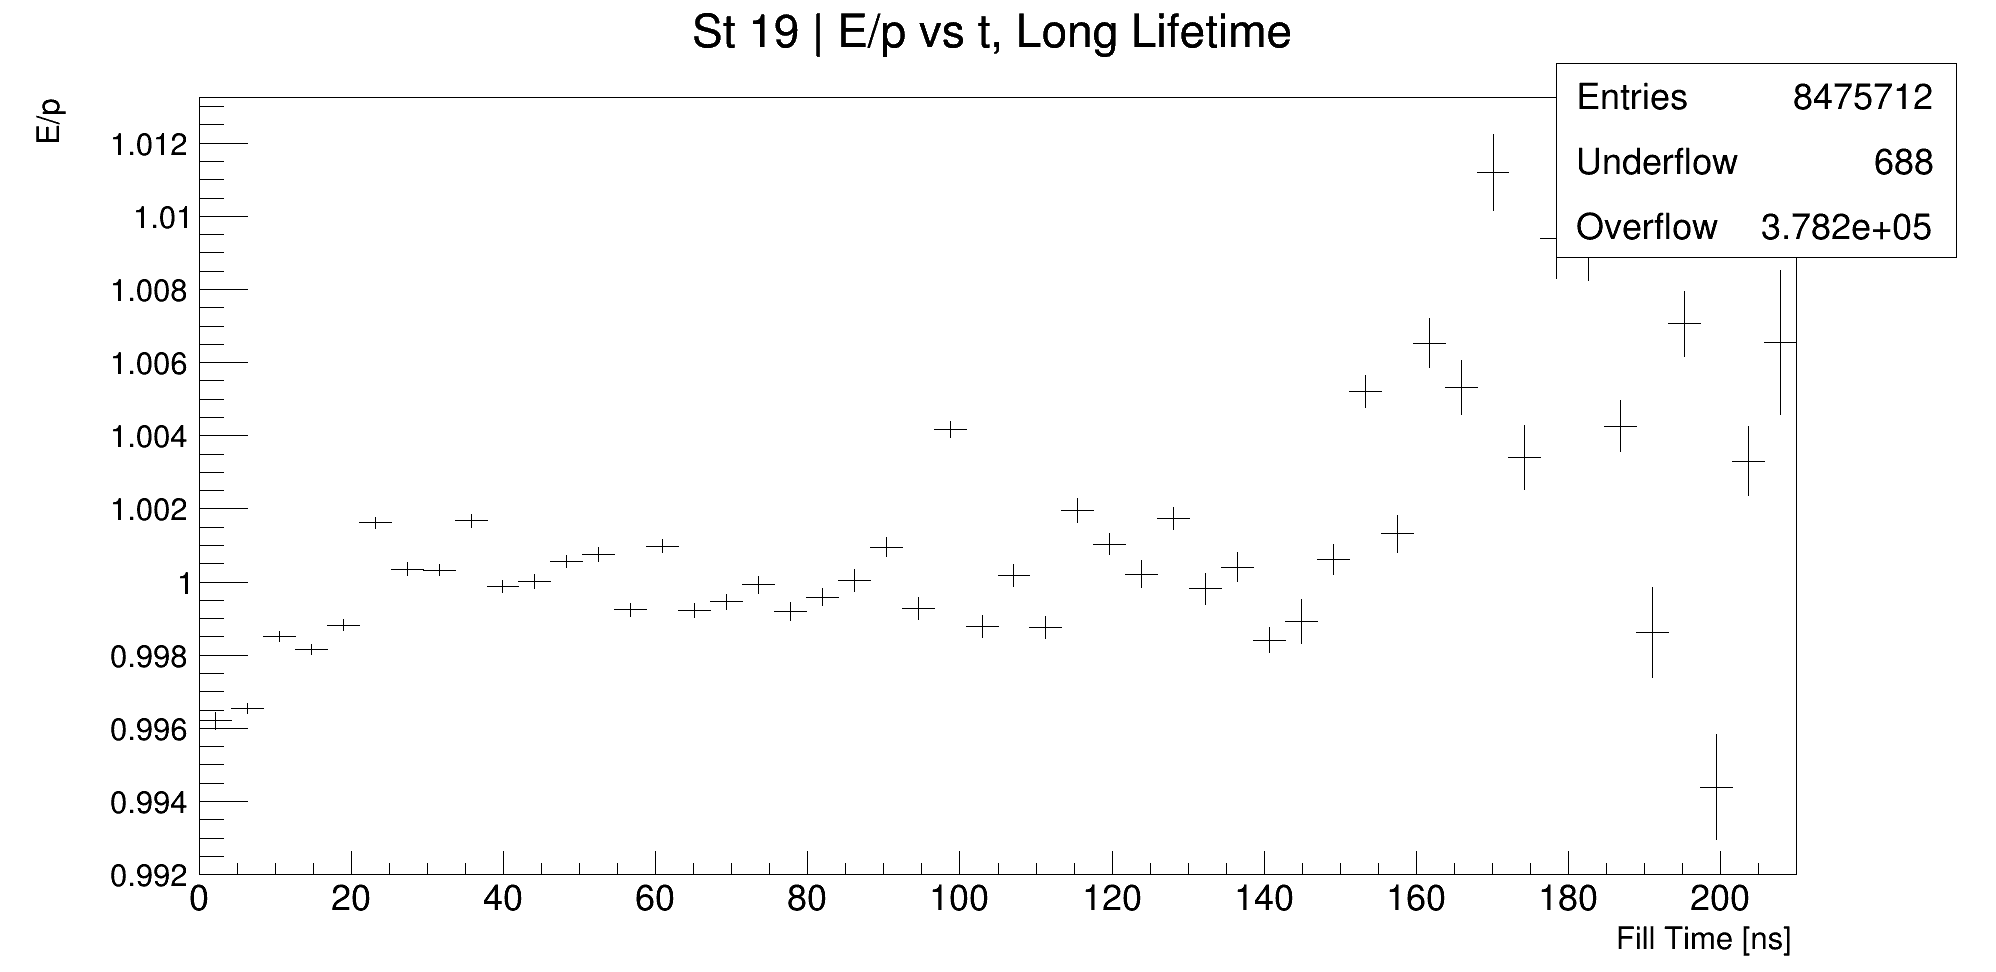 St 19 | E/p vs t, Long Lifetime
E/p
Entries 8475712
Underflow 688
Overflow 3.782e+05
1.012
1.01
1.008
1.006
1.004
1.002
1
0.998
0.996
0.994
0.992
0 20 40 60 80 100 120 140 160 180 200
Fill Time [ns]